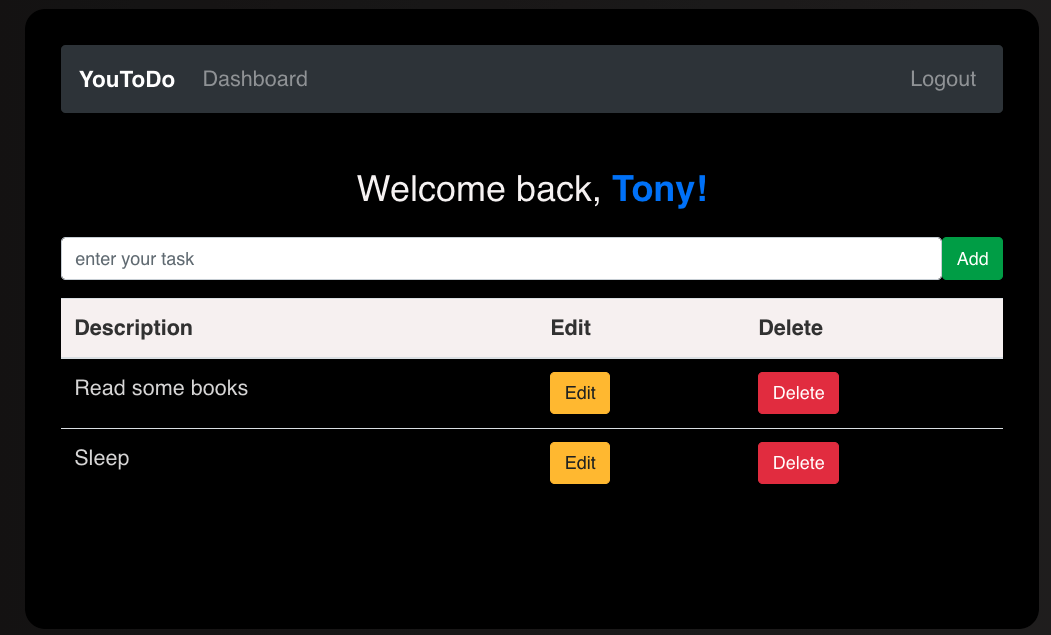 YouToDo Dashboard Logout
Welcome back, Tony!
enter your task Add
Description Edit Delete
Read some books Edit Delete
Sleep Edit Delete